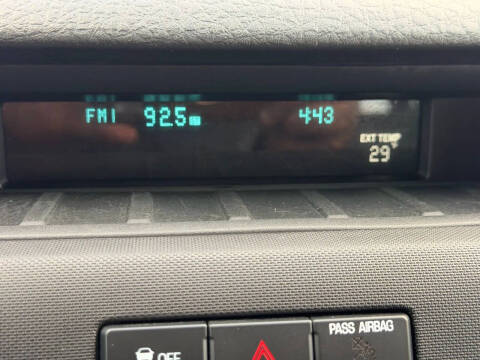 FM1 92.5 4:43
EXT TEMP
29°
PASS AIRBAG
OFF